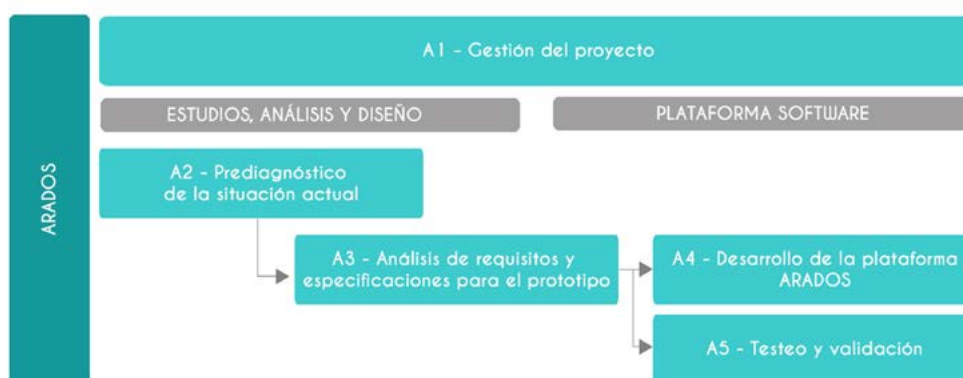 ARADOS
A1 - Gestión del proyecto
ESTUDIOS, ANÁLISIS Y DISEÑO
PLATAFORMA SOFTWARE
A2 - Prediagnóstico
de la situación actual
A3 - Análisis de requisitos y
especificaciones para el prototipo
A4 - Desarrollo de la plataforma
ARADOS
A5 - Testeo y validación